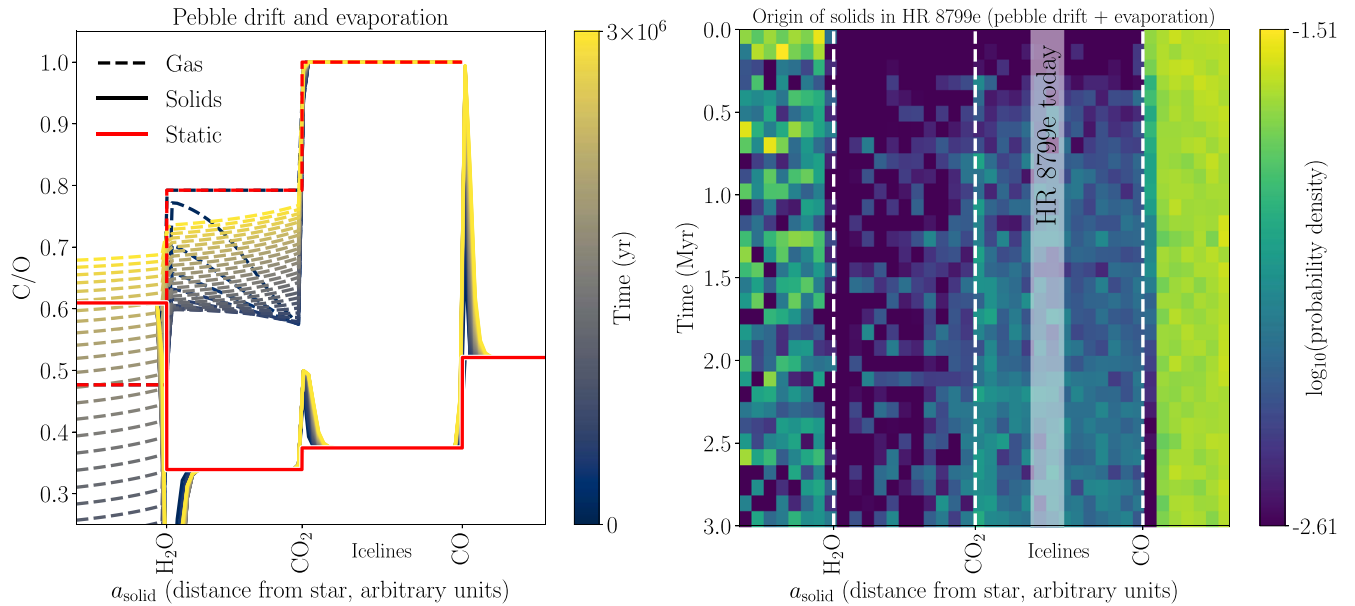 Pebble drift and evaporation
Gas
Solids
Static
1.0
0.9
0.8
0.7
0.6
0.5
0.4
0.3
C/O
H₂O
CO₂
Icelines
CO
a_solid (distance from star, arbitrary units)
3×10⁶
Time (yr)
0
Origin of solids in HR 8799e (pebble drift + evaporation)
0.0
0.5
1.0
1.5
2.0
2.5
3.0
Time (Myr)
HR 8799e today
H₂O
CO₂
Icelines
CO
a_solid (distance from star, arbitrary units)
-1.51
log₁₀(probability density)
-2.61